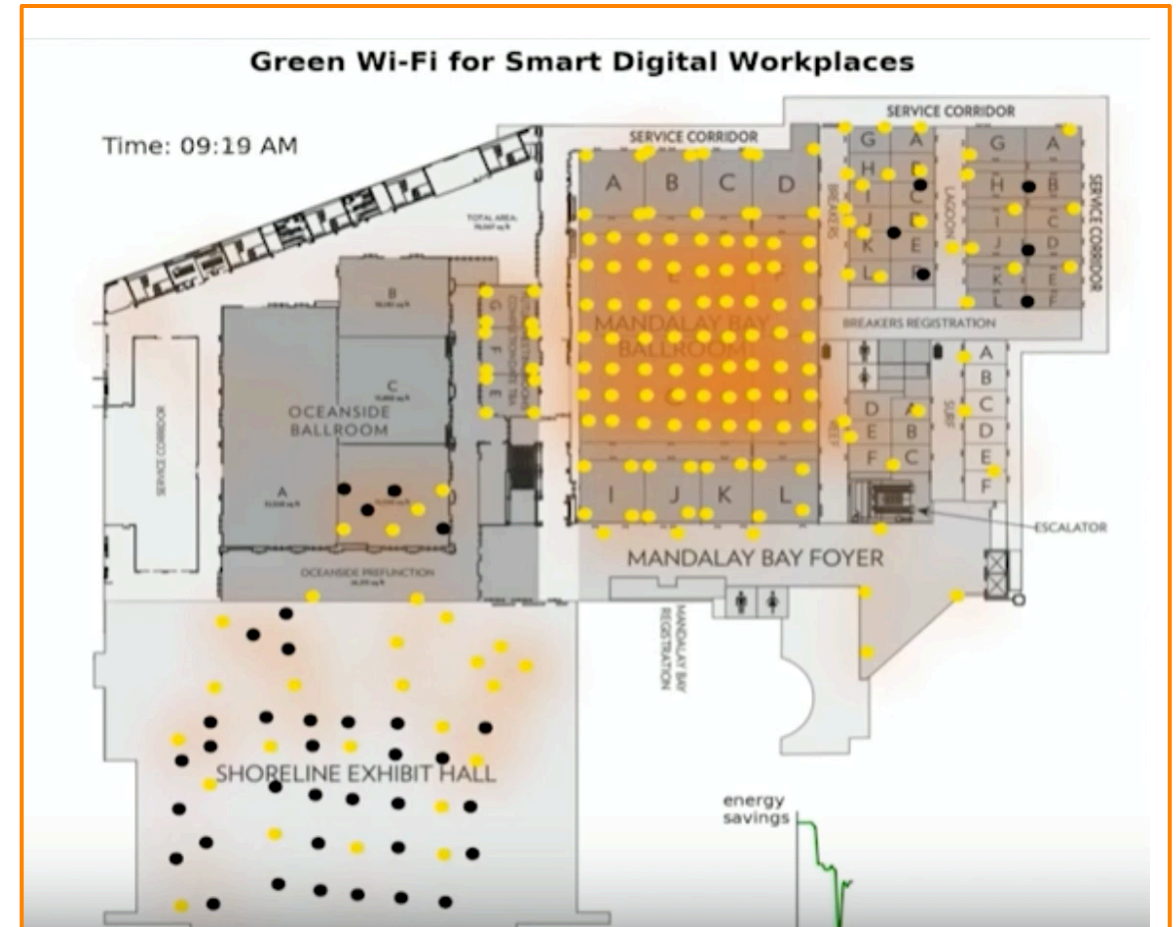 Green Wi-Fi for Smart Digital Workplaces
Time: 09:19 AM
SERVICE CORRIDOR
SERVICE CORRIDOR
SERVICE CORRIDOR
TOTAL AREA:
A B C D
BREAKERS
G A
H
I C
J
K E
L
LAGOON
G A
H B
I C
J D
K E
L F
BREAKERS REGISTRATION
MANDALAY BAY
BALLROOM
B
C
A
OCEANSIDE
BALLROOM
G
F
E
SERVICE CORRIDOR
OCEANSIDE PREFUNCTION
I J K L
REEF
D A
E B
F C
SURF
A
B
C
D
E
F
ESCALATOR
MANDALAY BAY FOYER
MANDALAY BAY
REGISTRATION
SHORELINE EXHIBIT HALL
energy
savings